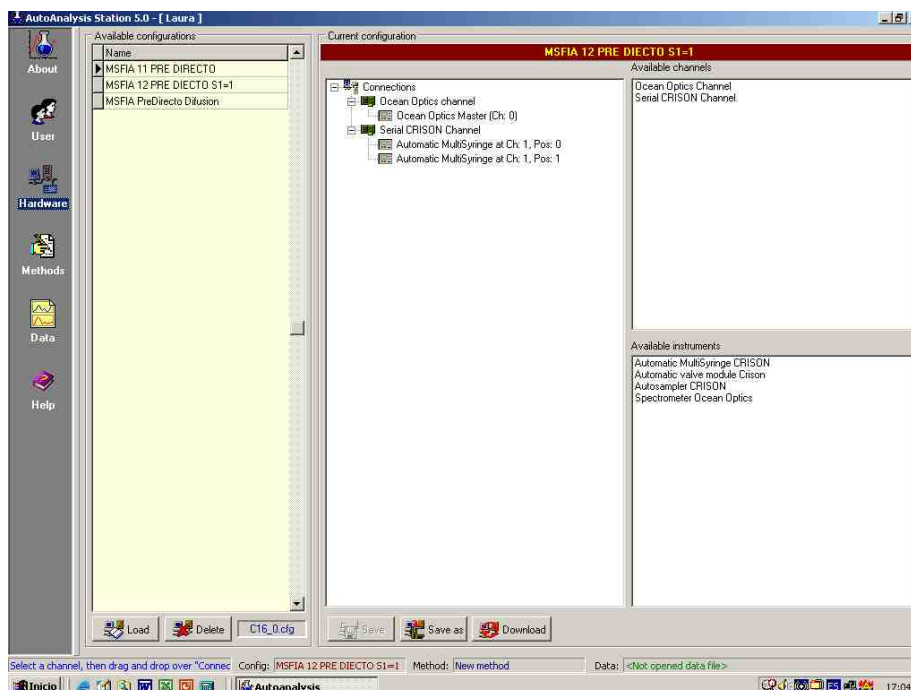 AutoAnalysis Station 5.0 - [ Laura ]
About
User
Hardware
Methods
Data
Help
Available configurations
Name
MSFIA 11 PRE DIRECTO
MSFIA 12 PRE DIECTO S1=1
MSFIA PreDirecto Difusion
Load
Delete
C16_0.cfg
Current configuration
MSFIA 12 PRE DIECTO S1=1
Connections
Ocean Optics channel
Ocean Optics Master (Ch: 0)
Serial CRISON Channel
Automatic MultiSyringe at Ch: 1, Pos: 0
Automatic MultiSyringe at Ch: 1, Pos: 1
Available channels
Ocean Optics Channel
Serial CRISON Channel
Available instruments
Automatic MultiSyringe CRISON
Automatic valve module Crison
Autosampler CRISON
Spectrometer Ocean Optics
Save
Save as
Download
Select a channel, then drag and drop over "Connec
Config: MSFIA 12 PRE DIECTO S1=1
Method: New method
Data: <Not opened data file>
Inicio
Autoanalysis
ES
17:04